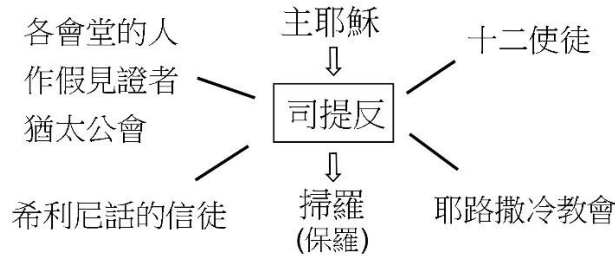 各會堂的人
作假見證者
猶太公會
主耶穌
十二使徒
司提反
希利尼話的信徒
掃羅
(保羅)
耶路撒冷教會